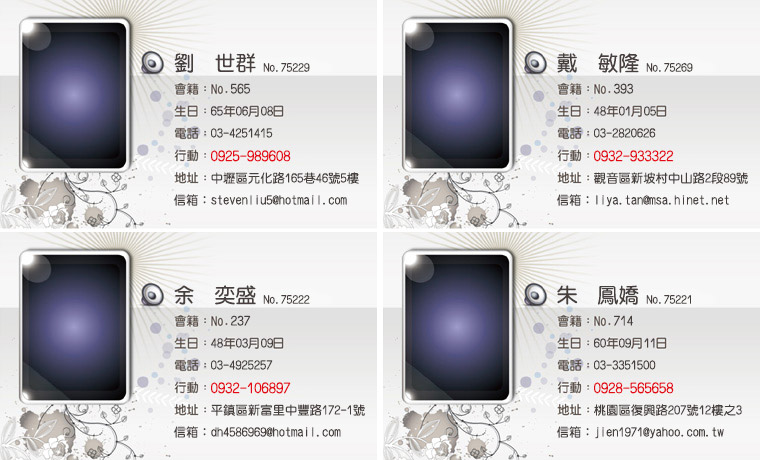 劉　世群 No.75229
會籍：No.565
生日：65年06月08日
電話：03-4251415
行動：0925-989608
地址：中壢區元化路165巷46號5樓
信箱：stevenliu5@hotmail.com
戴　敏隆 No.75269
會籍：No.393
生日：48年01月05日
電話：03-2820626
行動：0932-933322
地址：觀音區新坡村中山路2段89號
信箱：liya.tan@msa.hinet.net
余　奕盛 No.75222
會籍：No.237
生日：48年03月09日
電話：03-4925257
行動：0932-106897
地址：平鎮區新富里中豐路172-1號
信箱：dh4586969@hotmail.com
朱　鳳嬌 No.75221
會籍：No.714
生日：60年09月11日
電話：03-3351500
行動：0928-565658
地址：桃園區復興路207號12樓之3
信箱：jien1971@yahoo.com.tw